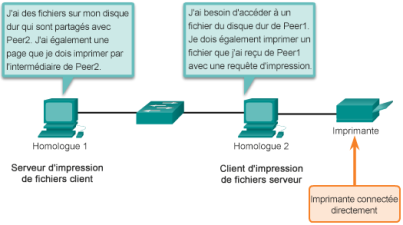 J'ai des fichiers sur mon disque
dur qui sont partagés avec
Peer2. J'ai également une
page que je dois imprimer par
l'intermédiaire de Peer2.
J'ai besoin d'accéder à un
fichier du disque dur de Peer1.
Je dois également imprimer un
fichier que j'ai reçu de Peer1
avec une requête d'impression.
Homologue 1
Homologue 2
Imprimante
Serveur d'impression
de fichiers client
Client d'impression
de fichiers serveur
Imprimante connectée
directement